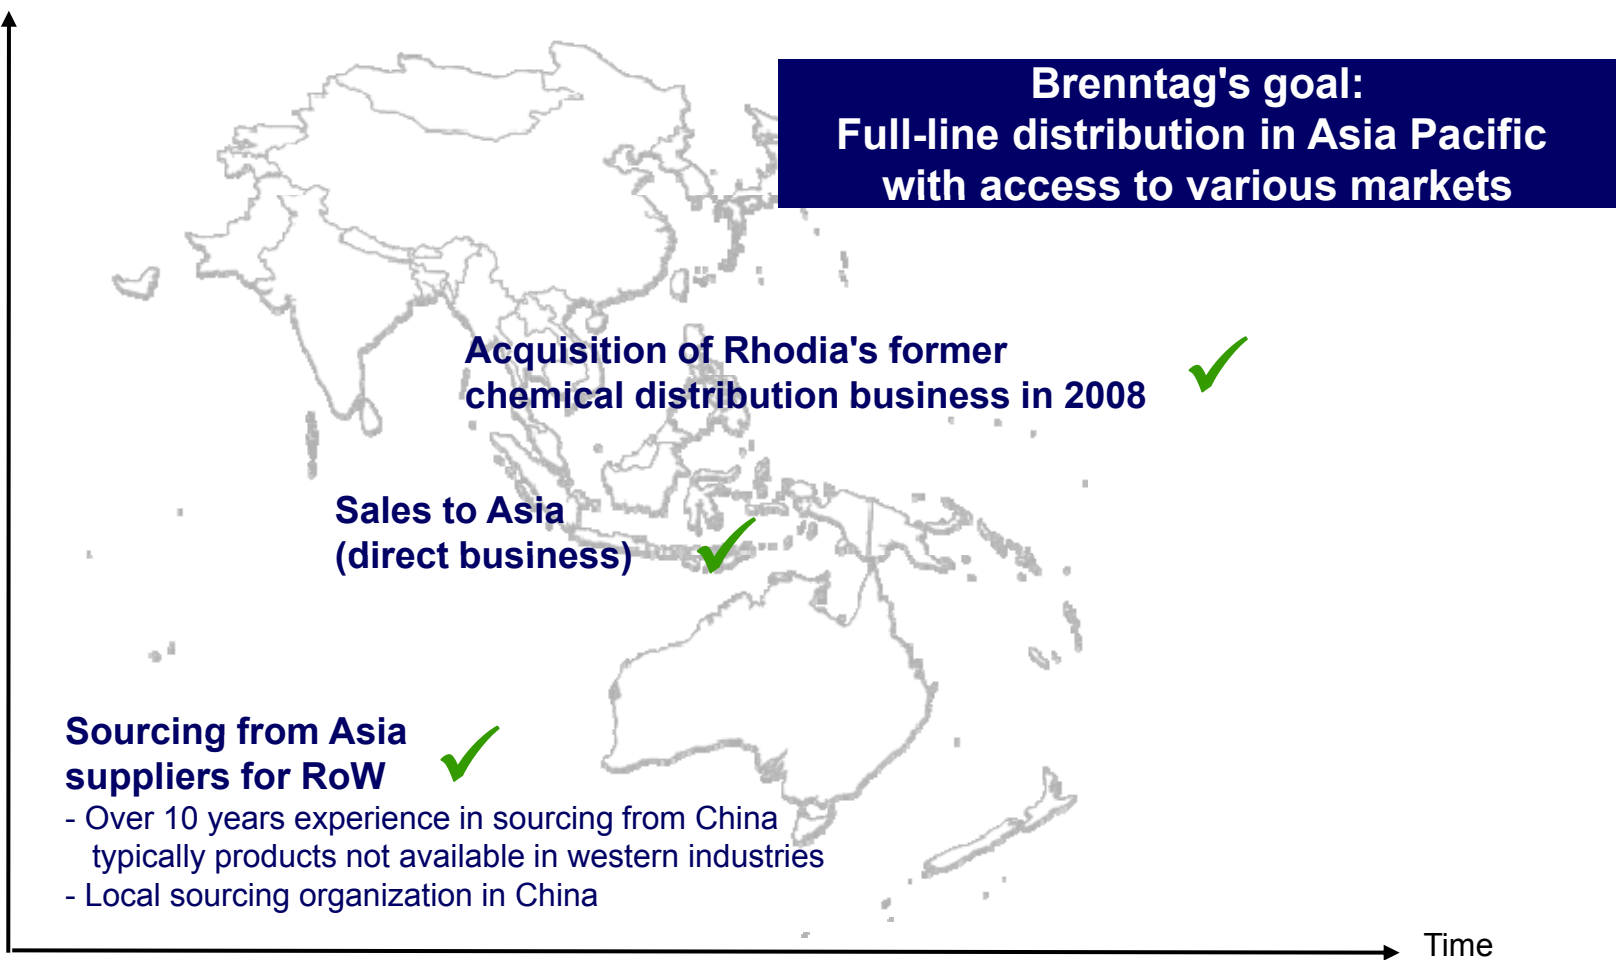 Brenntag's goal:
Full-line distribution in Asia Pacific
with access to various markets
Acquisition of Rhodia's former
chemical distribution business in 2008
Sales to Asia
(direct business)
Sourcing from Asia
suppliers for RoW
- Over 10 years experience in sourcing from China
typically products not available in western industries
- Local sourcing organization in China
Time